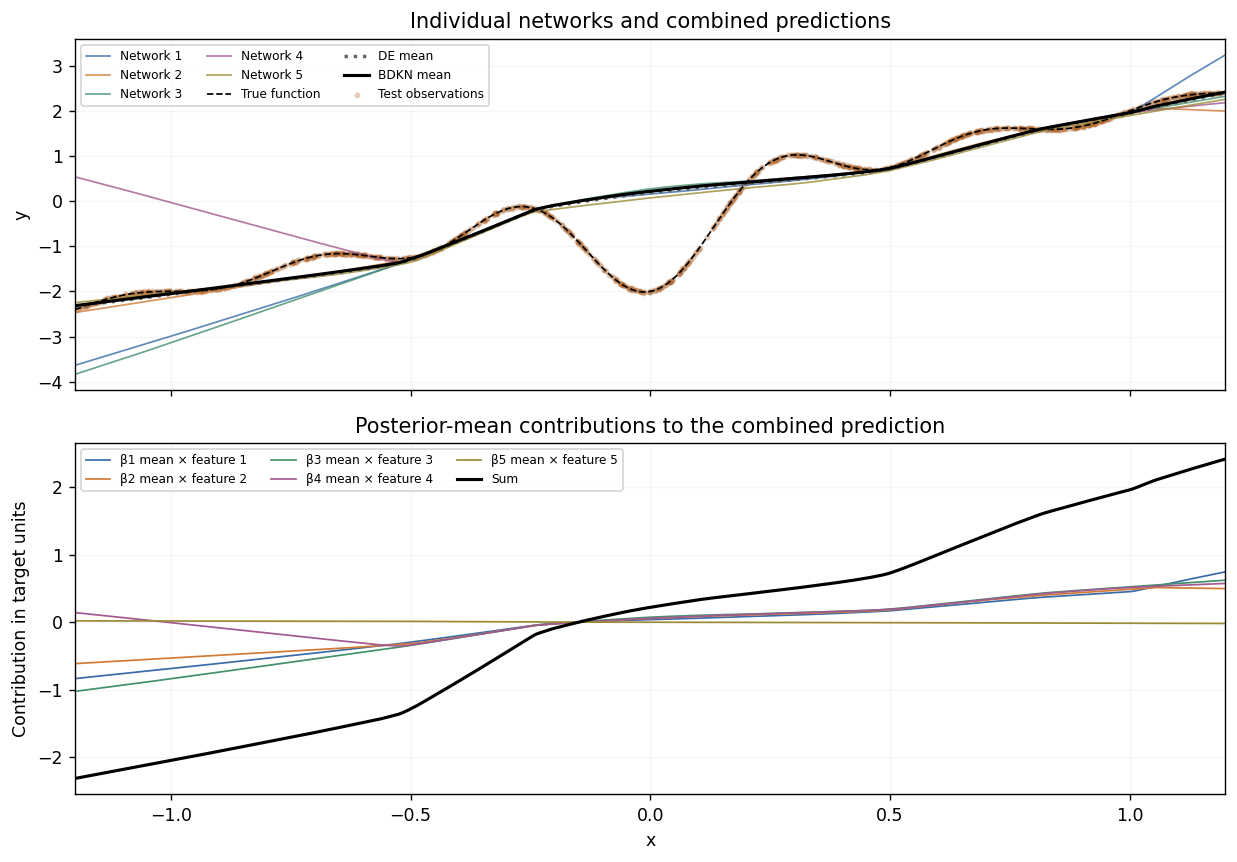 Individual networks and combined predictions
Network 1
Network 2
Network 3
Network 4
Network 5
True function
DE mean
BDKN mean
Test observations
y
3
2
1
0
−1
−2
−3
−4
Posterior-mean contributions to the combined prediction
β1 mean × feature 1
β2 mean × feature 2
β3 mean × feature 3
β4 mean × feature 4
β5 mean × feature 5
Sum
Contribution in target units
2
1
0
−1
−2
−1.0
−0.5
0.0
0.5
1.0
x